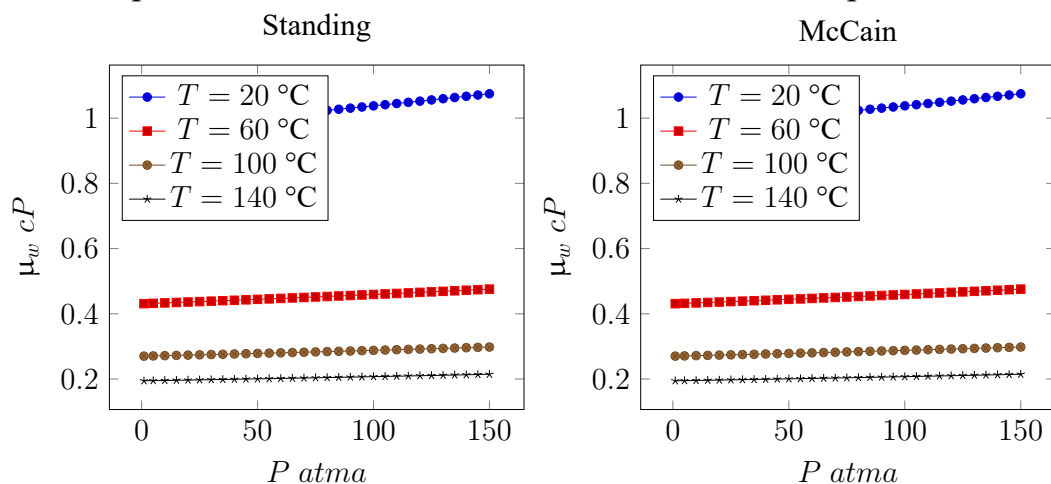 Standing
T = 20 °C
T = 60 °C
T = 100 °C
T = 140 °C
1
0.8
0.6
0.4
0.2
μw cP
0
50
100
150
P atma
McCain
T = 20 °C
T = 60 °C
T = 100 °C
T = 140 °C
1
0.8
0.6
0.4
0.2
μw cP
0
50
100
150
P atma